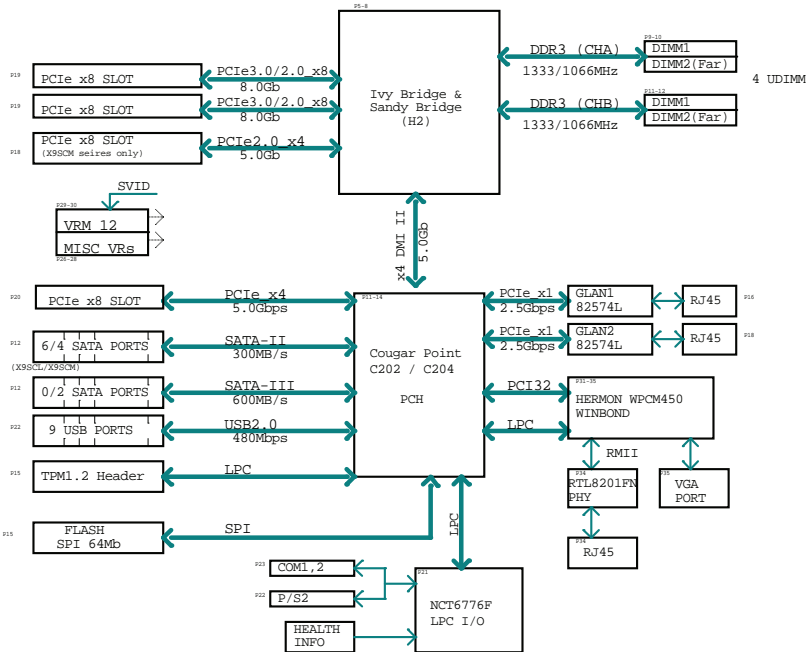 P5-8
Ivy Bridge &
Sandy Bridge
(H2)
P19
PCIe x8 SLOT
PCIe3.0/2.0_x8
8.0Gb
P19
PCIe x8 SLOT
PCIe3.0/2.0_x8
8.0Gb
P18
PCIe x8 SLOT
(X9SCM seires only)
PCIe2.0_x4
5.0Gb
DDR3 (CHA)
1333/1066MHz
P9-10
DIMM1
DIMM2(Far)
4 UDIMM
DDR3 (CHB)
1333/1066MHz
P11-12
DIMM1
DIMM2(Far)
SVID
P29-30
VRM 12
MISC VRs
P26-28
x4 DMI II
5.0Gb
P11-14
Cougar Point
C202 / C204
PCH
P20
PCIe x8 SLOT
PCIe_x4
5.0Gbps
P12
6/4 SATA PORTS
(X9SCL/X9SCM)
SATA-II
300MB/s
P12
0/2 SATA PORTS
SATA-III
600MB/s
P22
9 USB PORTS
USB2.0
480Mbps
P15
TPM1.2 Header
LPC
P15
FLASH
SPI 64Mb
SPI
PCIe_x1
2.5Gbps
GLAN1
82574L
RJ45
P16
PCIe_x1
2.5Gbps
GLAN2
82574L
RJ45
P18
PCI32
LPC
P31-35
HERMON WPCM450
WINBOND
RMII
P34
RTL8201FN
PHY
P35
VGA
PORT
P34
RJ45
LPC
P23
COM1,2
P22
P/S2
HEALTH
INFO
P21
NCT6776F
LPC I/O